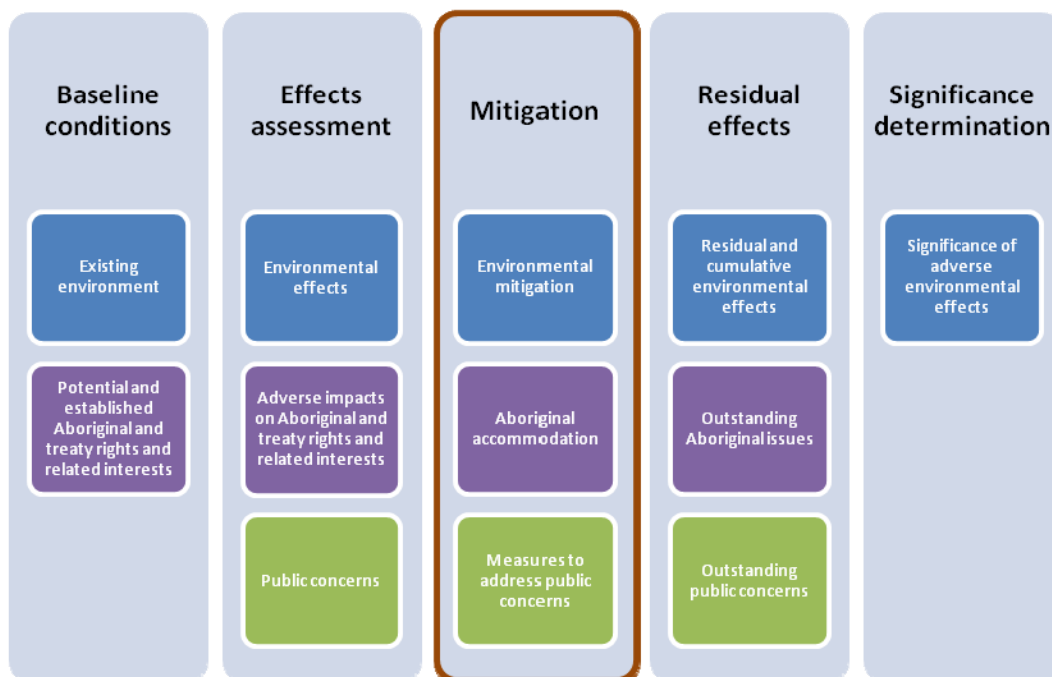 Baseline
conditions
Existing
environment
Potential and
established
Aboriginal and
treaty rights and
related interests
Effects
assessment
Environmental
effects
Adverse impacts
on Aboriginal and
treaty rights and
related interests
Public concerns
Mitigation
Environmental
mitigation
Aboriginal
accommodation
Measures to
address public
concerns
Residual
effects
Residual and
cumulative
environmental
effects
Outstanding
Aboriginal issues
Outstanding
public concerns
Significance
determination
Significance of
adverse
environmental
effects